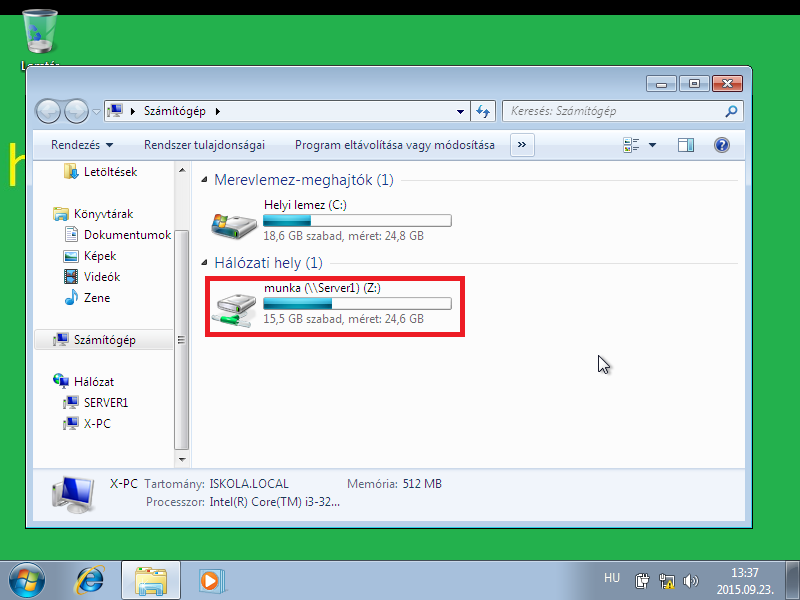 Számítógép
Keresés: Számítógép
Rendezés
Rendszer tulajdonságai
Program eltávolítása vagy módosítása
»
Letöltések
Könyvtárak
Dokumentumok
Képek
Videók
Zene
Számítógép
Hálózat
SERVER1
X-PC
Merevlemez-meghajtók (1)
Helyi lemez (C:)
18,6 GB szabad, méret: 24,8 GB
Hálózati hely (1)
munka (\\Server1) (Z:)
15,5 GB szabad, méret: 24,6 GB
X-PC Tartomány: ISKOLA.LOCAL Memória: 512 MB
Processzor: Intel(R) Core(TM) i3-32...
HU
13:37
2015.09.23.